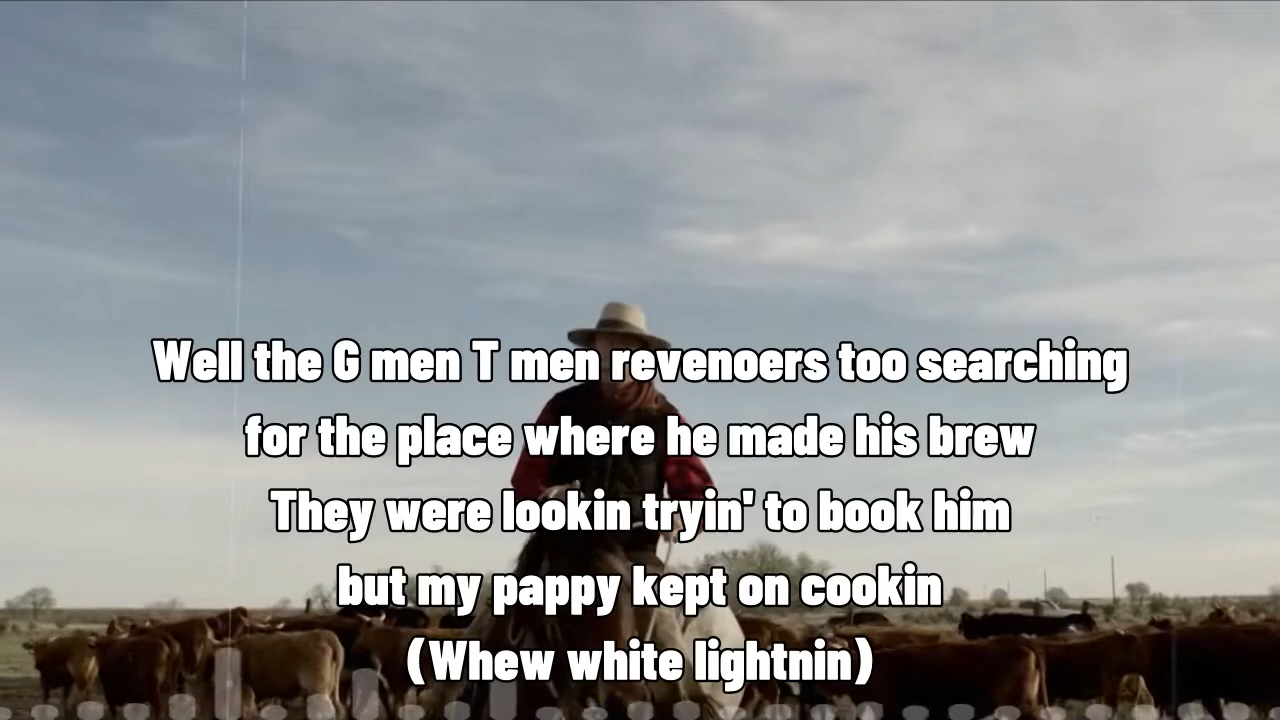 Well the G men T men revenoers too searching
for the place where he made his brew
They were lookin tryin' to book him
but my pappy kept on cookin
(Whew white lightnin)